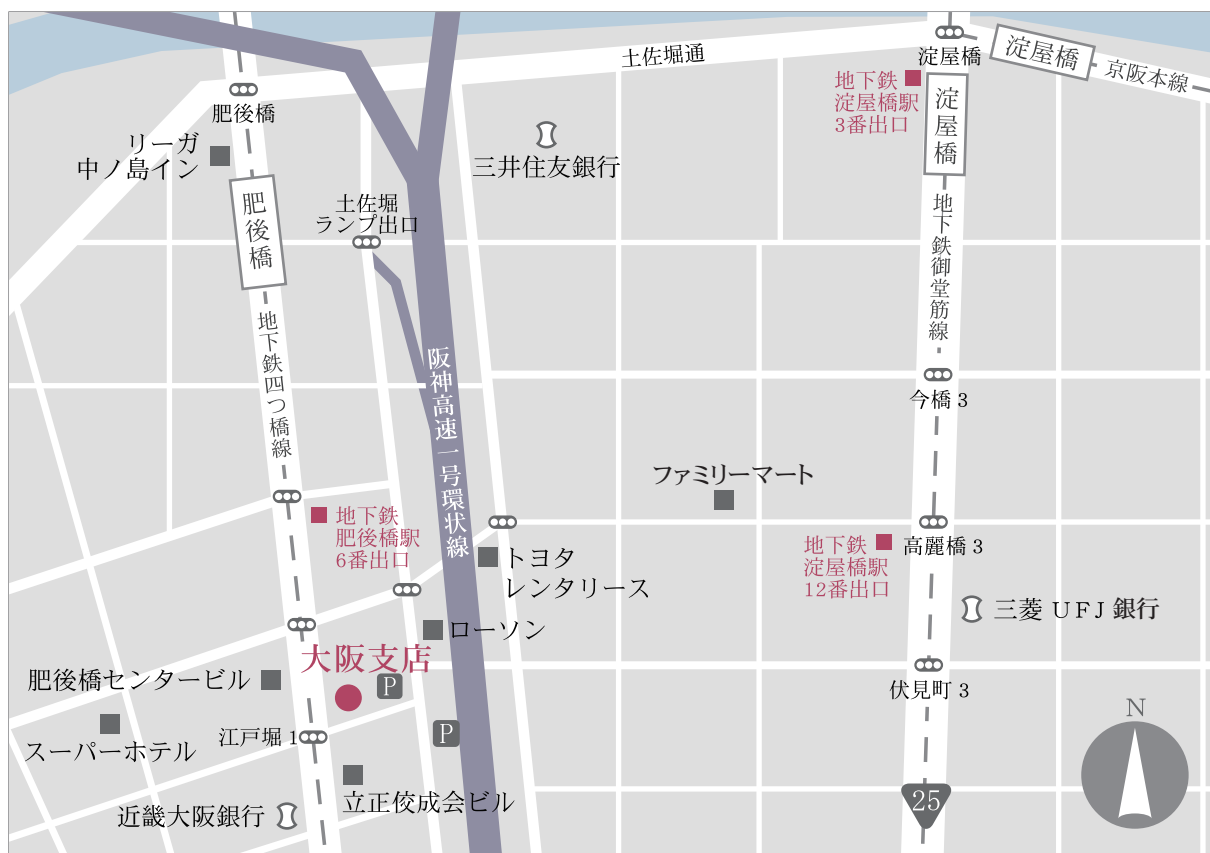 土佐堀通
淀屋橋
淀屋橋
京阪本線
地下鉄
淀屋橋駅
3番出口
淀屋橋
肥後橋
リーガ
中ノ島イン
三井住友銀行
肥後橋
土佐堀
ランプ出口
地下鉄御堂筋線
地下鉄四つ橋線
阪神高速一号環状線
今橋 3
ファミリーマート
地下鉄
肥後橋駅
6番出口
トヨタ
レンタリース
地下鉄
淀屋橋駅
12番出口
高麗橋 3
三菱 UFJ 銀行
ローソン
大阪支店
肥後橋センタービル
P
伏見町 3
スーパーホテル
江戸堀 1
P
N
近畿大阪銀行
立正佼成会ビル
25